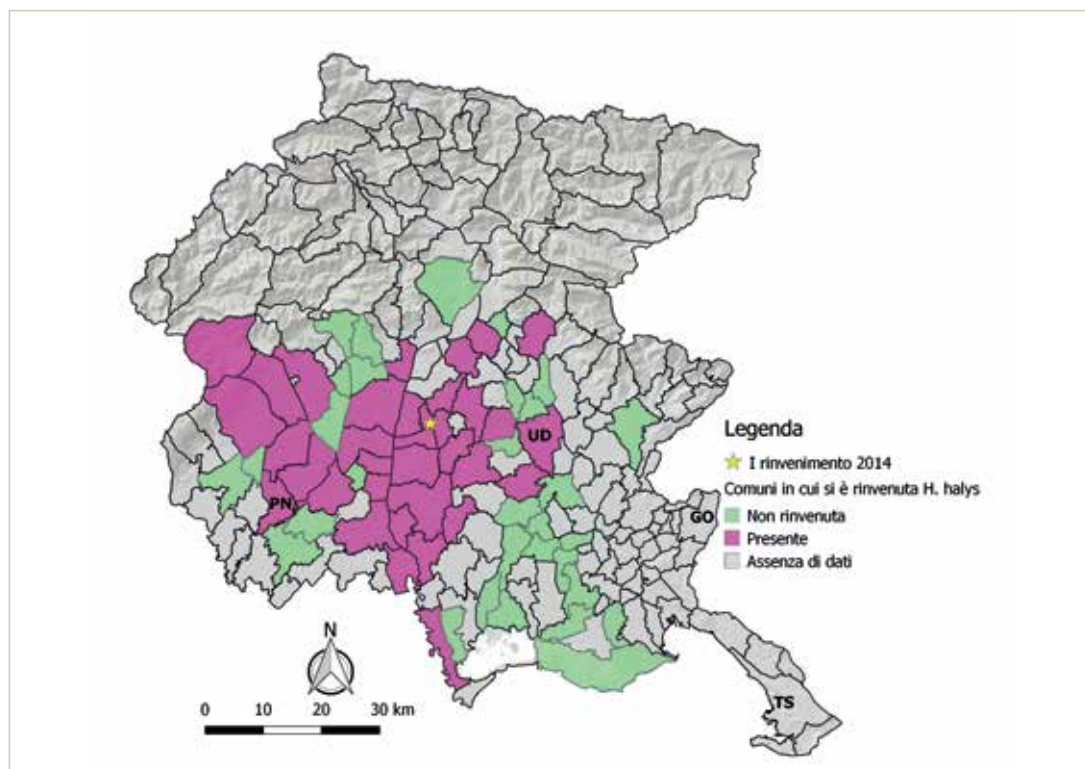 UD
PN
GO
TS
Legenda
I rinvenimento 2014
Comuni in cui si è rinvenuta H. halys
Non rinvenuta
Presente
Assenza di dati
N
0 10 20 30 km